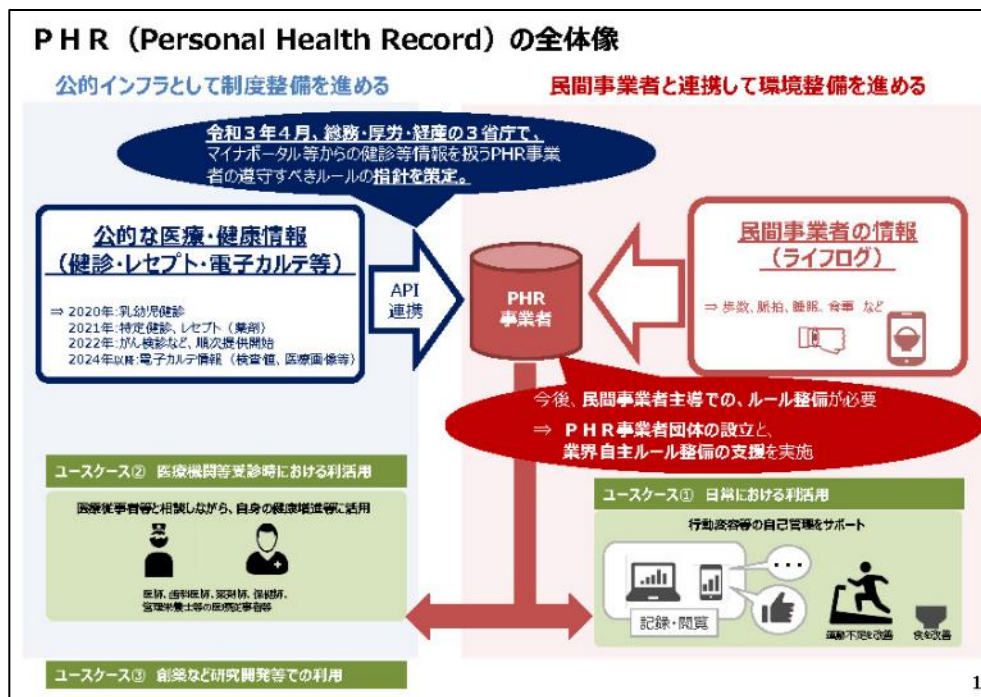 ＰＨＲ（Personal Health Record）の全体像
公的インフラとして制度整備を進める
民間事業者と連携して環境整備を進める
令和３年４月、総務・厚労・経産の３省庁で、
マイナポータル等からの健診等情報を扱うPHR事業
者の遵守すべきルールの指針を策定。
公的な医療・健康情報
（健診・レセプト・電子カルテ等）
⇒ 2020年：乳幼児健診
2021年：特定健診、レセプト（薬剤）
2022年：がん検診など、順次提供開始
2024年以降：電子カルテ情報（検査値、医療画像等）
API
連携
PHR
事業者
民間事業者の情報
（ライフログ）
⇒ 歩数、脈拍、睡眠、食事 など
今後、民間事業者主導での、ルール整備が必要
⇒ ＰＨＲ事業者団体の設立と、
業界自主ルール整備の支援を実施
ユースケース② 医療機関等受診時における利活用
医療従事者等と相談しながら、自身の健康増進等に活用
医師、歯科医師、薬剤師、保健師、
管理栄養士等の医療従事者等
ユースケース① 日常における利活用
行動変容等の自己管理をサポート
記録・閲覧
運動不足を改善
食を改善
ユースケース③ 創薬など研究開発等での利用
1